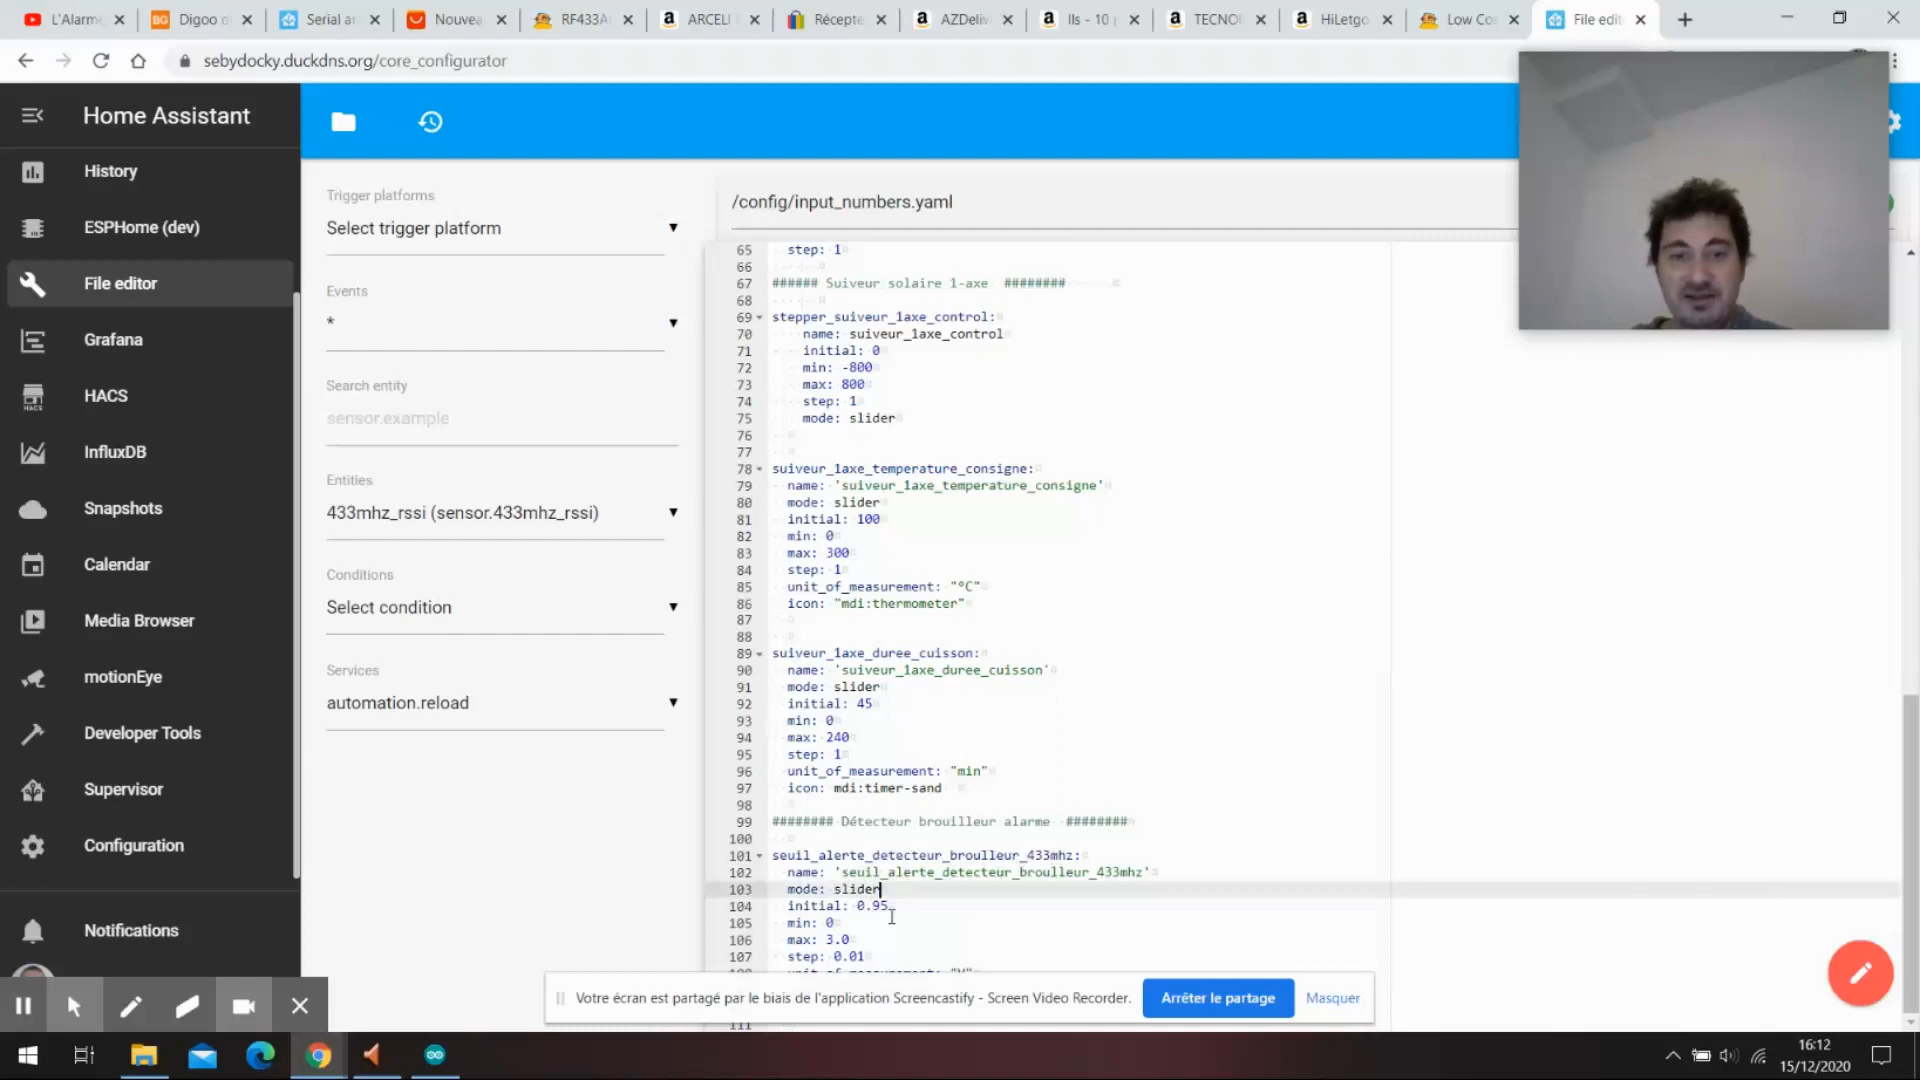 L'Alarme
Digoo d
Serial ar
Nouvea
RF433A
ARCELI
Récepte
AZDeliv
Ils - 10 p
TECNO
HiLetgo
Low Co
File edit
sebydocky.duckdns.org/core_configurator
Home Assistant
History
ESPHome (dev)
File editor
Grafana
HACS
HACS
InfluxDB
Snapshots
Calendar
Media Browser
motionEye
Developer Tools
Supervisor
Configuration
Notifications
Trigger platforms
Select trigger platform
Events
*
Search entity
sensor.example
Entities
433mhz_rssi (sensor.433mhz_rssi)
Conditions
Select condition
Services
automation.reload
/config/input_numbers.yaml
65 step: 1
66
67 ###### Suiveur solaire 1-axe ########
68
69 stepper_suiveur_1axe_control:
70 name: suiveur_1axe_control
71 initial: 0
72 min: -800
73 max: 800
74 step: 1
75 mode: slider
76
77
78 suiveur_1axe_temperature_consigne:
79 name: 'suiveur_1axe_temperature_consigne'
80 mode: slider
81 initial: 100
82 min: 0
83 max: 300
84 step: 1
85 unit_of_measurement: "°C"
86 icon: "mdi:thermometer"
87
88
89 suiveur_1axe_duree_cuisson:
90 name: 'suiveur_1axe_duree_cuisson'
91 mode: slider
92 initial: 45
93 min: 0
94 max: 240
95 step: 1
96 unit_of_measurement: "min"
97 icon: mdi:timer-sand
98
99 ######## Détecteur brouilleur alarme ########
100
101 seuil_alerte_detecteur_broulleur_433mhz:
102 name: 'seuil_alerte_detecteur_broulleur_433mhz'
103 mode: slider
104 initial: 0.95
105 min: 0
106 max: 3.0
107 step: 0.01
111
Votre écran est partagé par le biais de l'application Screencastify - Screen Video Recorder.
Arrêter le partage
Masquer
16:12
15/12/2020